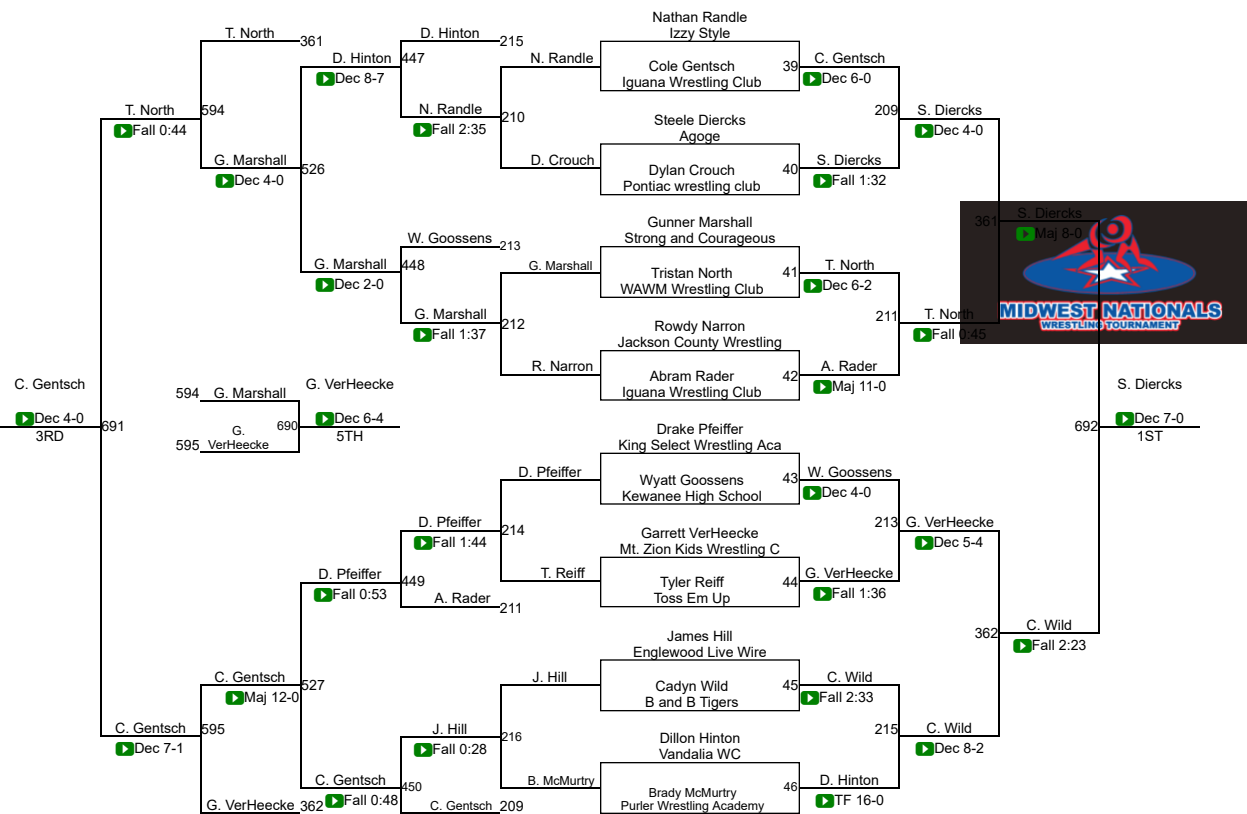 Nathan Randle
Izzy Style
T. North
361
D. Hinton
215
D. Hinton
447
Dec 8-7
N. Randle
Cole Gentsch
Iguana Wrestling Club
39
C. Gentsch
Dec 6-0
T. North
594
Fall 0:44
N. Randle
210
Fall 2:35
Steele Diercks
Agoge
209
S. Diercks
Dec 4-0
G. Marshall
526
Dec 4-0
D. Crouch
Dylan Crouch
Pontiac wrestling club
40
S. Diercks
Fall 1:32
Gunner Marshall
Strong and Courageous
361
S. Diercks
Maj 8-0
W. Goossens
213
G. Marshall
448
Dec 2-0
G. Marshall
Tristan North
WAWM Wrestling Club
41
T. North
Dec 6-2
MIDWEST NATIONALS
WRESTLING TOURNAMENT
G. Marshall
212
Fall 1:37
Rowdy Narron
Jackson County Wrestling
211
T. North
Fall 0:45
R. Narron
Abram Rader
Iguana Wrestling Club
42
A. Rader
Maj 11-0
C. Gentsch
Dec 4-0
3RD
691
594
G. Marshall
595
G.
VerHeecke
690
G. VerHeecke
Dec 6-4
5TH
S. Diercks
692
Dec 7-0
1ST
Drake Pfeiffer
King Select Wrestling Aca
D. Pfeiffer
Wyatt Goossens
Kewanee High School
43
W. Goossens
Dec 4-0
D. Pfeiffer
214
Fall 1:44
Garrett VerHeecke
Mt. Zion Kids Wrestling C
213
G. VerHeecke
Dec 5-4
D. Pfeiffer
449
Fall 0:53
T. Reiff
Tyler Reiff
Toss Em Up
44
G. VerHeecke
Fall 1:36
A. Rader
211
James Hill
Englewood Live Wire
362
C. Wild
Fall 2:23
C. Gentsch
527
Maj 12-0
J. Hill
Cadyn Wild
B and B Tigers
45
C. Wild
Fall 2:33
C. Gentsch
595
Dec 7-1
J. Hill
216
Fall 0:28
Dillon Hinton
Vandalia WC
215
C. Wild
Dec 8-2
C. Gentsch
450
Fall 0:48
B. McMurtry
Brady McMurtry
Purler Wrestling Academy
46
D. Hinton
TF 16-0
G. VerHeecke
362
C. Gentsch
209